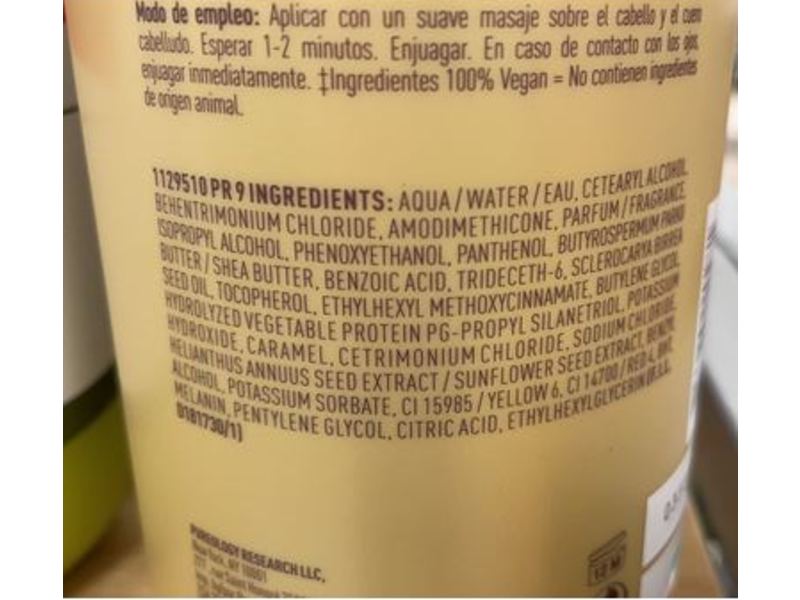 Modo de empleo: Aplicar con un suave masaje sobre el cabello y el cuero
cabelludo. Esperar 1-2 minutos. Enjuagar. En caso de contacto con los ojos,
enjuagar inmediatamente. ‡Ingredientes 100% Vegan = No contienen ingredientes
de origen animal.
1129510 PR 9 INGREDIENTS: AQUA / WATER / EAU, CETEARYL ALCOHOL,
BEHENTRIMONIUM CHLORIDE, AMODIMETHICONE, PARFUM / FRAGRANCE,
ISOPROPYL ALCOHOL, PHENOXYETHANOL, PANTHENOL, BUTYROSPERMUM PARKII
BUTTER / SHEA BUTTER, BENZOIC ACID, TRIDECETH-6, SCLEROCARYA BIRREA
SEED OIL, TOCOPHEROL, ETHYLHEXYL METHOXYCINNAMATE, BUTYLENE GLYCOL,
HYDROLYZED VEGETABLE PROTEIN PG-PROPYL SILANETRIOL, POTASSIUM
HYDROXIDE, CARAMEL, CETRIMONIUM CHLORIDE, SODIUM CHLORIDE,
HELIANTHUS ANNUUS SEED EXTRACT / SUNFLOWER SEED EXTRACT, BENZYL
ALCOHOL, POTASSIUM SORBATE, CI 15985 / YELLOW 6, CI 14700 / RED 4, BHT,
MELANIN, PENTYLENE GLYCOL, CITRIC ACID, ETHYLHEXYLGLYCERIN (F.I.L.
D181730/1)
PUREOLOGY RESEARCH LLC,
New York, NY 10001
12 M